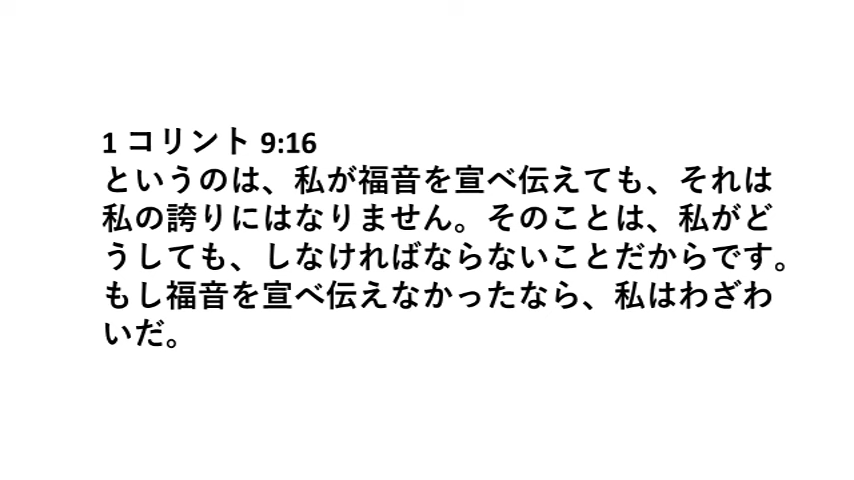 1 コリント 9:16
というのは、私が福音を宣べ伝えても、それは
私の誇りにはなりません。そのことは、私がど
うしても、しなければならないことだからです。
もし福音を宣べ伝えなかったなら、私はわざわ
いだ。